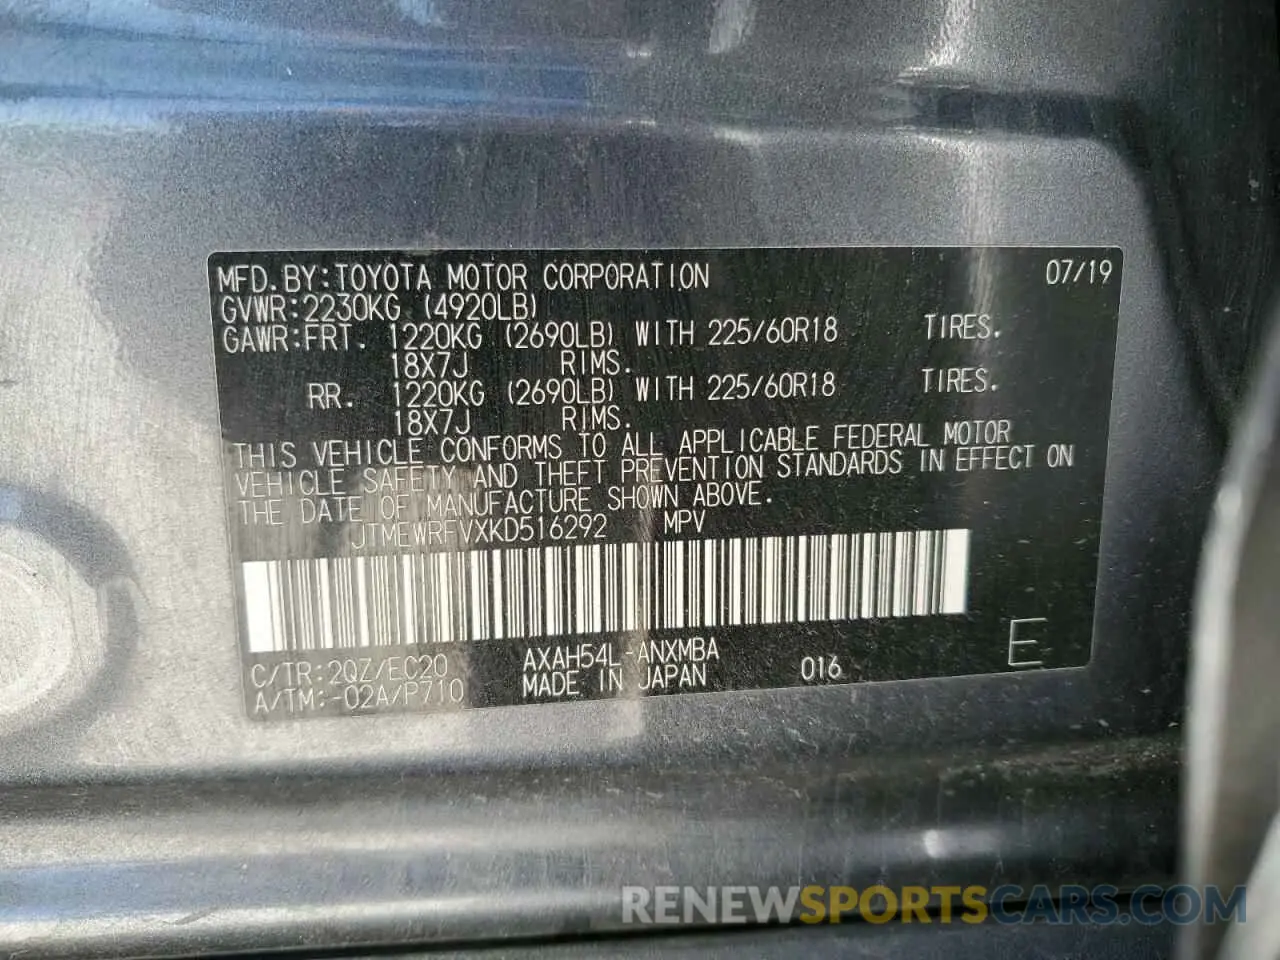 MFD.BY:TOYOTA MOTOR CORPORATION 07/19
GVWR:2230KG (4920LB)
GAWR:FRT. 1220KG (2690LB) WITH 225/60R18 TIRES.
18X7J RIMS.
RR. 1220KG (2690LB) WITH 225/60R18 TIRES.
18X7J RIMS.
THIS VEHICLE CONFORMS TO ALL APPLICABLE FEDERAL MOTOR
VEHICLE SAFETY AND THEFT PREVENTION STANDARDS IN EFFECT ON
THE DATE OF MANUFACTURE SHOWN ABOVE.
JTMEWRFVXKD516292 MPV
C/TR:2QZ/EC20 AXAH54L-ANXMBA
A/TM:-02A/P710 MADE IN JAPAN 016 E
RENEWSPORTSCARS.COM